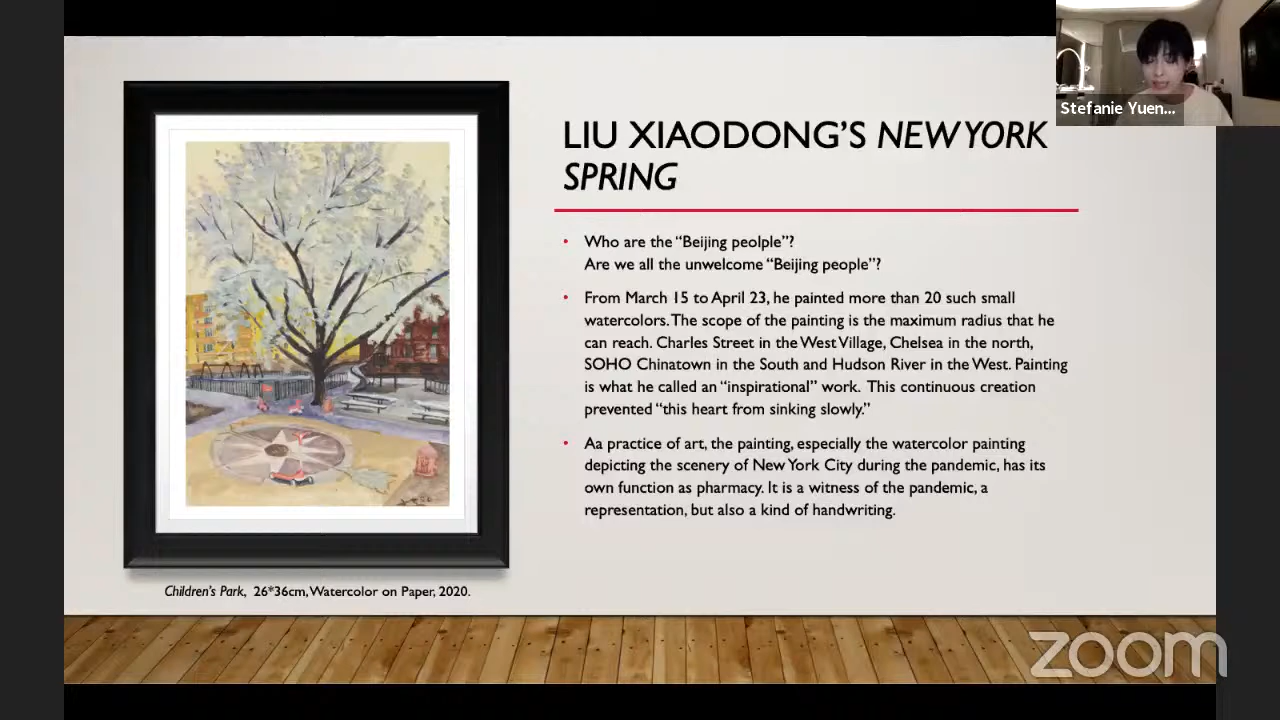 Stefanie Yuen...
LIU XIAODONG'S NEW YORK
SPRING
• Who are the “Beijing peolple”?
Are we all the unwelcome “Beijing people”?
• From March 15 to April 23, he painted more than 20 such small
watercolors. The scope of the painting is the maximum radius that he
can reach. Charles Street in the West Village, Chelsea in the north,
SOHO Chinatown in the South and Hudson River in the West. Painting
is what he called an “inspirational” work. This continuous creation
prevented “this heart from sinking slowly.”
• Aa practice of art, the painting, especially the watercolor painting
depicting the scenery of New York City during the pandemic, has its
own function as pharmacy. It is a witness of the pandemic, a
representation, but also a kind of handwriting.
Children's Park, 26*36cm, Watercolor on Paper, 2020.
zoom